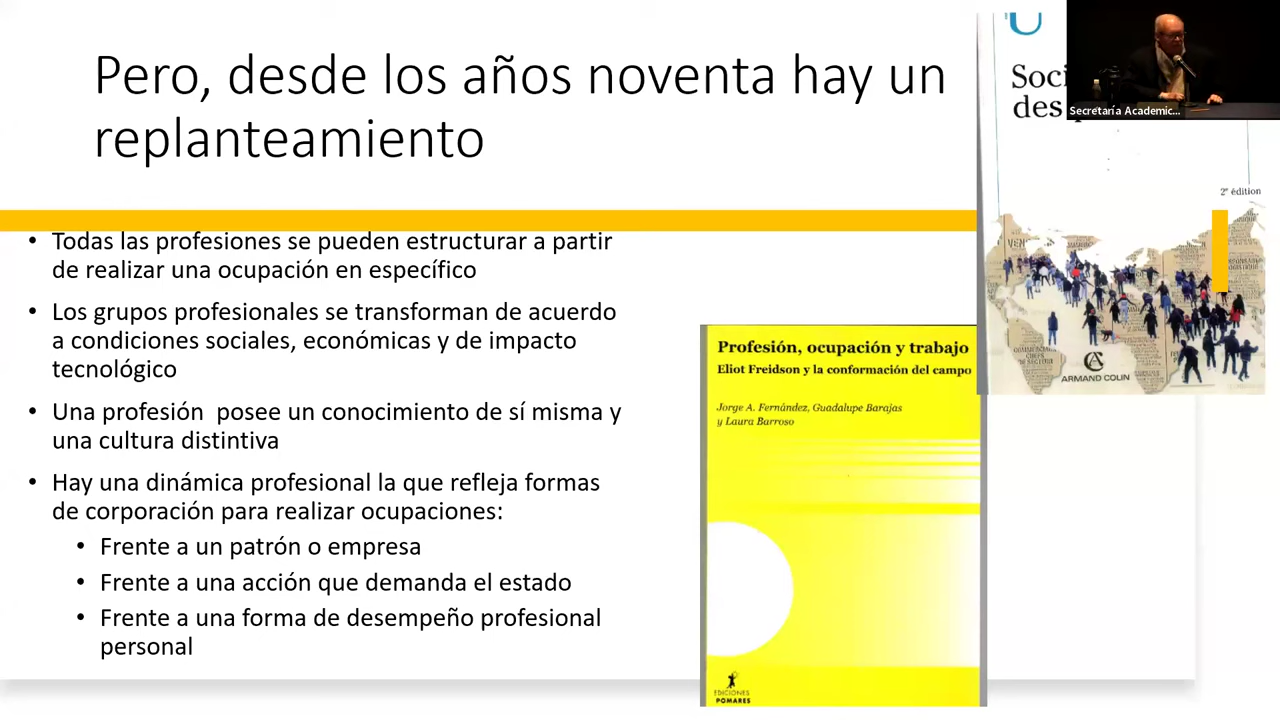 Pero, desde los años noventa hay un
replanteamiento
Todas las profesiones se pueden estructurar a partir
de realizar una ocupación en específico
Los grupos profesionales se transforman de acuerdo
a condiciones sociales, económicas y de impacto
tecnológico
Una profesión posee un conocimiento de sí misma y
una cultura distintiva
Hay una dinámica profesional la que refleja formas
de corporación para realizar ocupaciones:
Frente a un patrón o empresa
Frente a una acción que demanda el estado
Frente a una forma de desempeño profesional
personal
Profesión, ocupación y trabajo
Eliot Freidson y la conformación del campo
Jorge A. Fernández, Guadalupe Barajas
y Laura Barroso
EDICIONES
POMARES
U
Soci
des
2e édition
AC
ARMAND COLIN
Secretaría Academic...